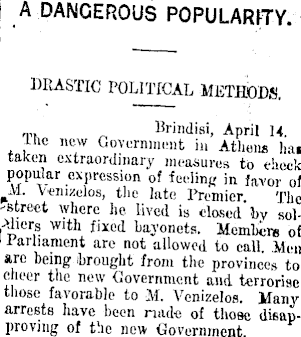 A DANGEROUS POPULARITY.
DRASTIC POLITICAL METHODS.
Brindisi, April 14.
The new Government in Athens has
taken extraordinary measures to check
popular expression of feeling in favor of
M. Venizelos, the late Premier. The
street where he lived is closed by sol-
diers with fixed bayonets. Members of
Parliament are not allowed to call. Men
are being brought from the provinces to
cheer the new Government and terrorise
those favorable to M. Venizelos. Many
arrests have been made of those disap-
proving of the new Government.